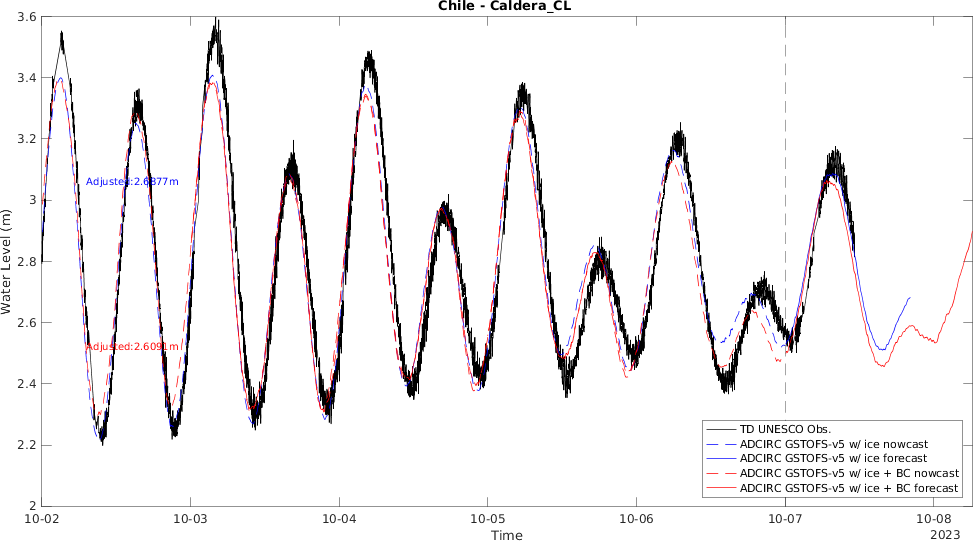 Chile - Caldera_CL
3.6
3.4
3.2
3
2.8
2.6
2.4
2.2
2
Water Level (m)
Adjusted:2.6877m
Adjusted:2.6091m
TD UNESCO Obs.
ADCIRC GSTOFS-v5 w/ ice nowcast
ADCIRC GSTOFS-v5 w/ ice forecast
ADCIRC GSTOFS-v5 w/ ice + BC nowcast
ADCIRC GSTOFS-v5 w/ ice + BC forecast
10-02 10-03 10-04 10-05 10-06 10-07 10-08
Time
2023